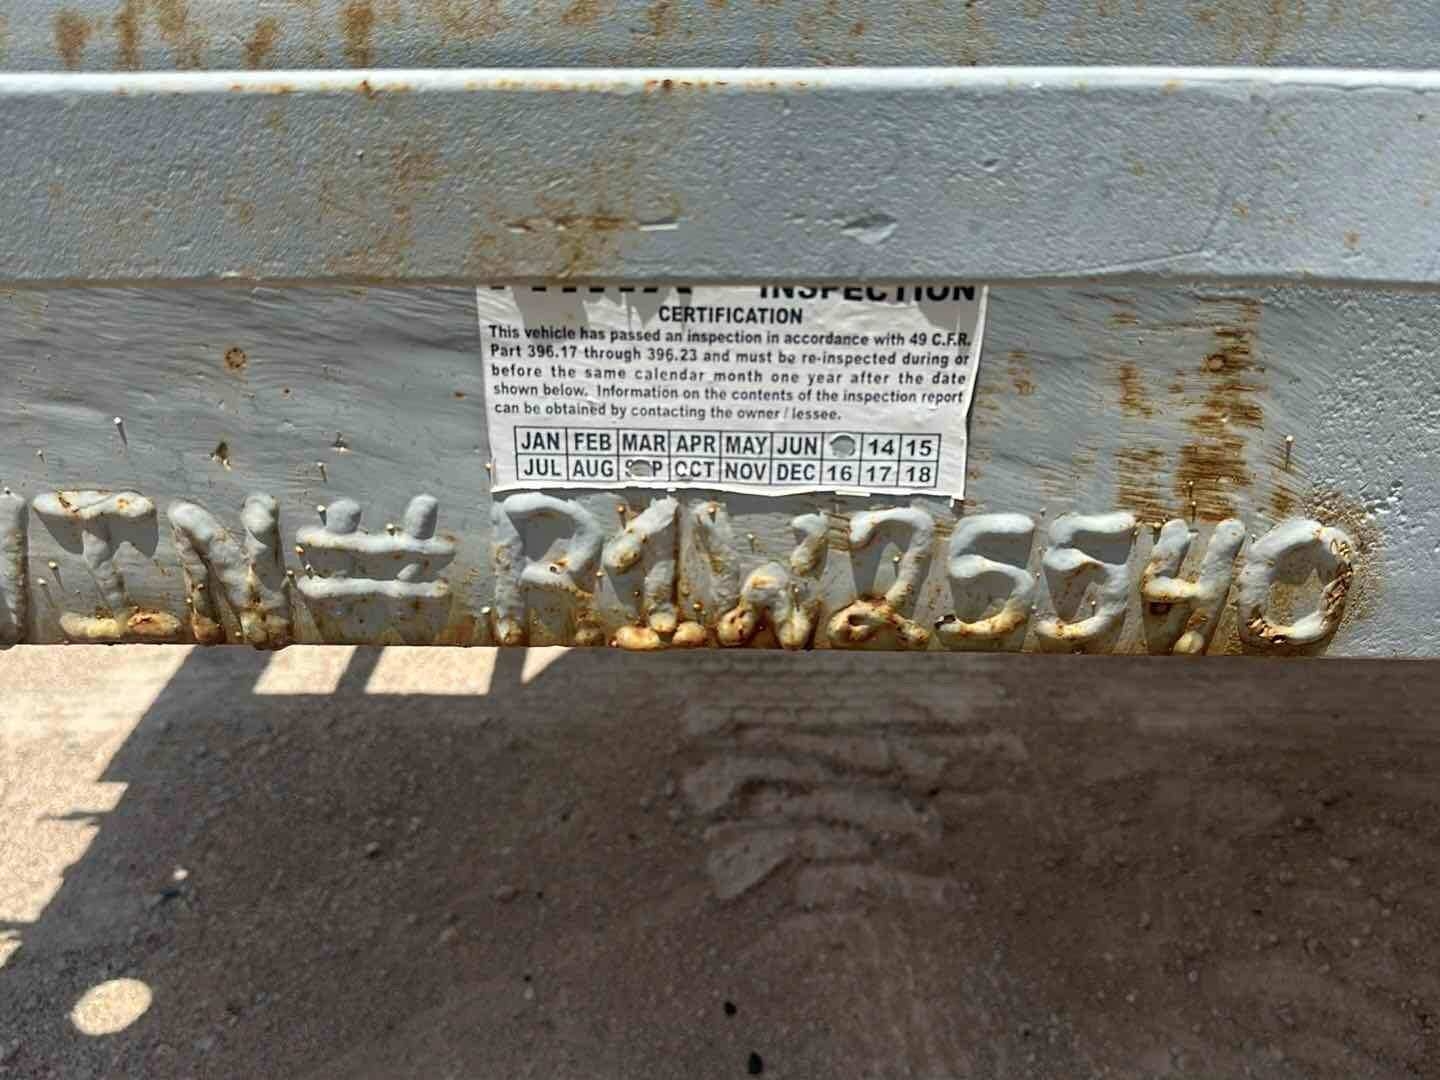 INSPECTION
CERTIFICATION
This vehicle has passed an inspection in accordance with 49 C.F.R.
Part 396.17 through 396.23 and must be re-inspected during or
before the same calendar month one year after the date
shown below. Information on the contents of the inspection report
can be obtained by contacting the owner / lessee.
JAN FEB MAR APR MAY JUN 14 15
JUL AUG SEP OCT NOV DEC 16 17 18
IN #